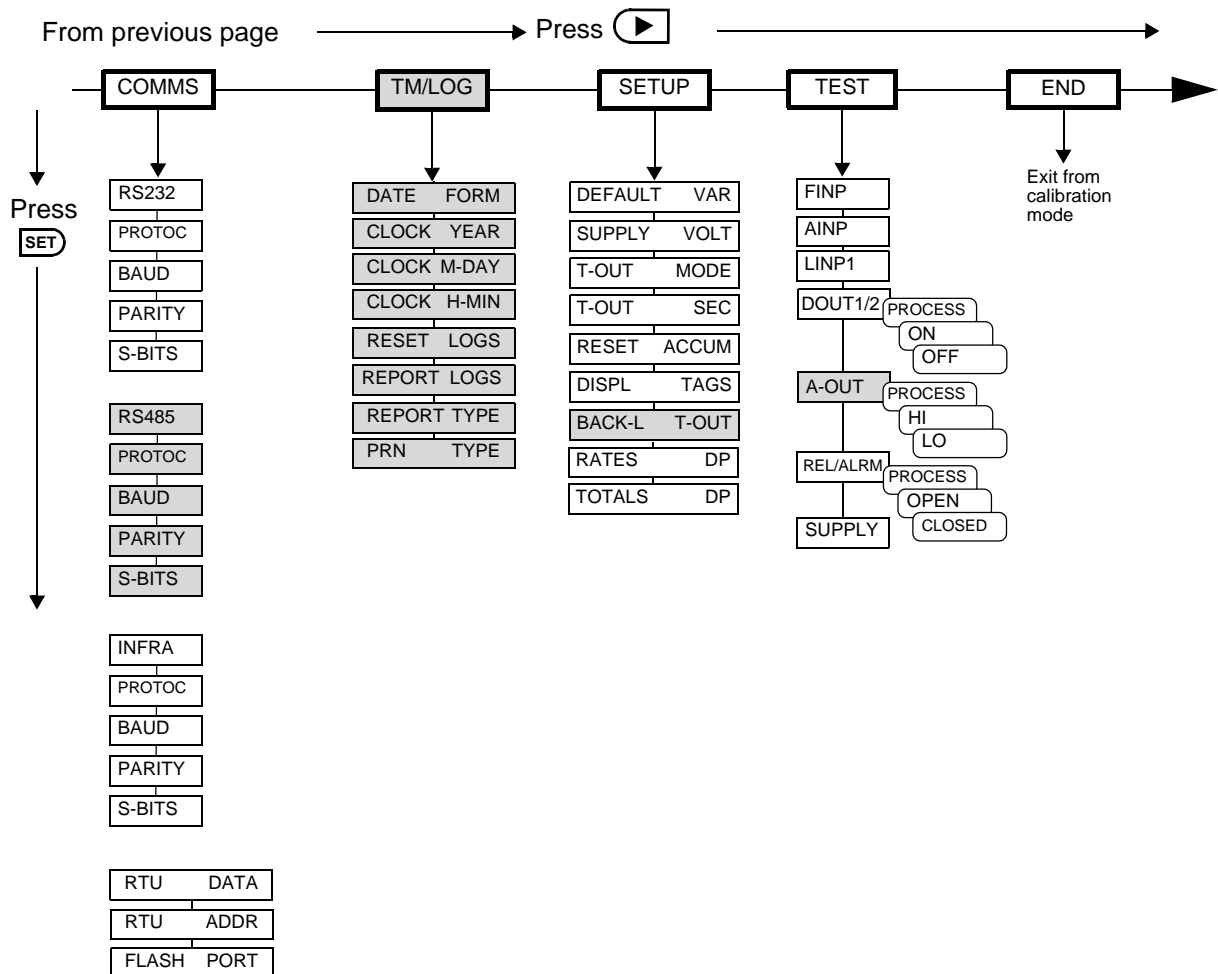 From previous page
Press
COMMS
TM/LOG
SETUP
TEST
END
Press
SET
RS232
PROTOC
BAUD
PARITY
S-BITS
RS485
PROTOC
BAUD
PARITY
S-BITS
INFRA
PROTOC
BAUD
PARITY
S-BITS
RTU DATA
RTU ADDR
FLASH PORT
DATE FORM
CLOCK YEAR
CLOCK M-DAY
CLOCK H-MIN
RESET LOGS
REPORT LOGS
REPORT TYPE
PRN TYPE
DEFAULT VAR
SUPPLY VOLT
T-OUT MODE
T-OUT SEC
RESET ACCUM
DISPL TAGS
BACK-L T-OUT
RATES DP
TOTALS DP
FINP
AINP
LINP1
DOUT1/2
PROCESS
ON
OFF
A-OUT
PROCESS
HI
LO
REL/ALRM
PROCESS
OPEN
CLOSED
SUPPLY
Exit from
calibration
mode